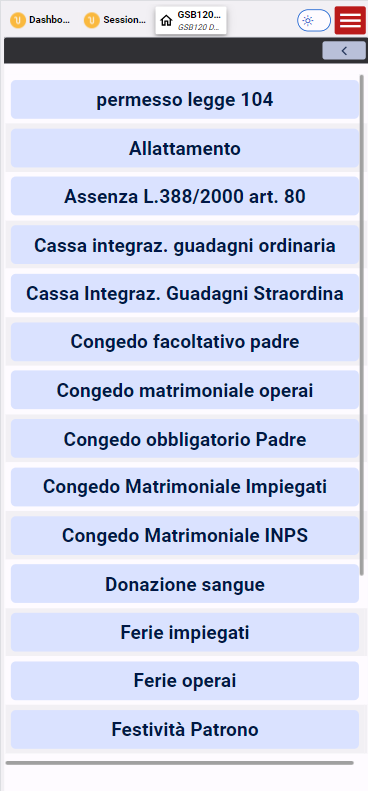 Dashbo...
Session...
GSB120...
GSB120 D...
permesso legge 104
Allattamento
Assenza L.388/2000 art. 80
Cassa integraz. guadagni ordinaria
Cassa Integraz. Guadagni Straordina
Congedo facoltativo padre
Congedo matrimoniale operai
Congedo obbligatorio Padre
Congedo Matrimoniale Impiegati
Congedo Matrimoniale INPS
Donazione sangue
Ferie impiegati
Ferie operai
Festività Patrono